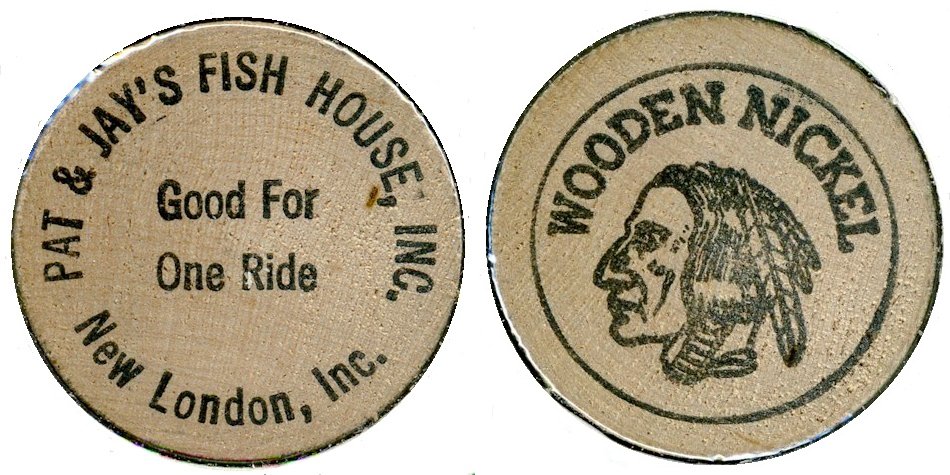 PAT & JAY'S FISH HOUSE, INC.
Good For
One Ride
New London, Inc.
WOODEN NICKEL